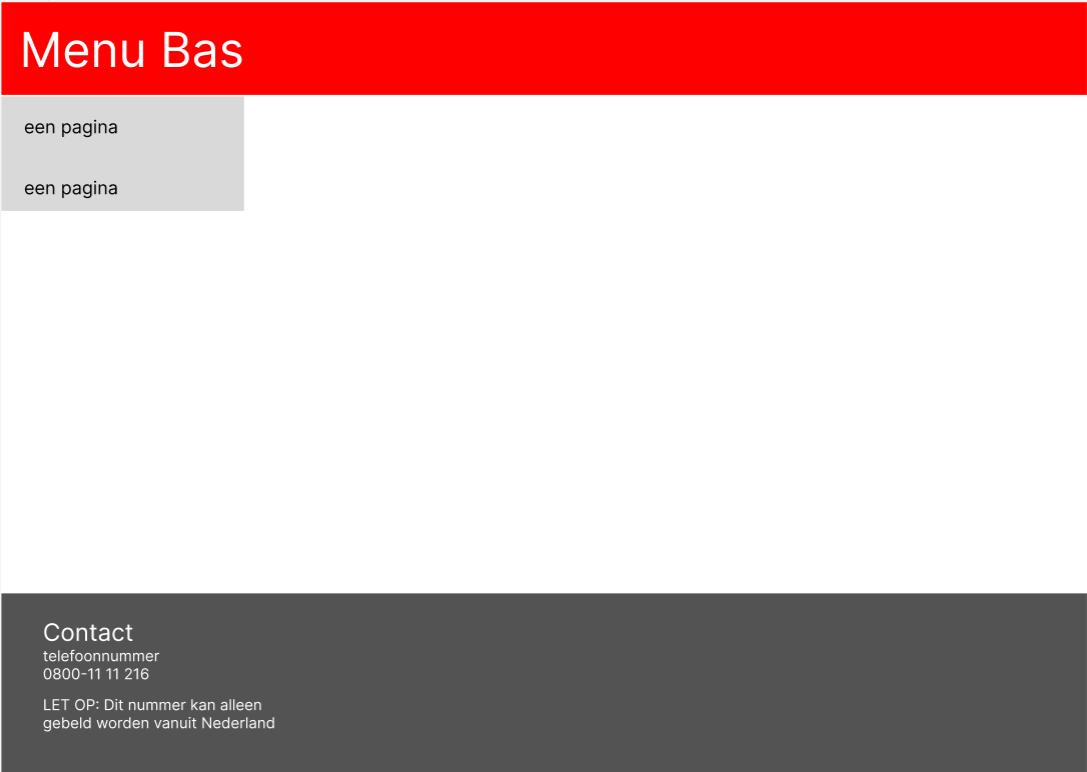 Menu Bas
een pagina
een pagina
Contact
telefoonnummer
0800-11 11 216
LET OP: Dit nummer kan alleen
gebeld worden vanuit Nederland